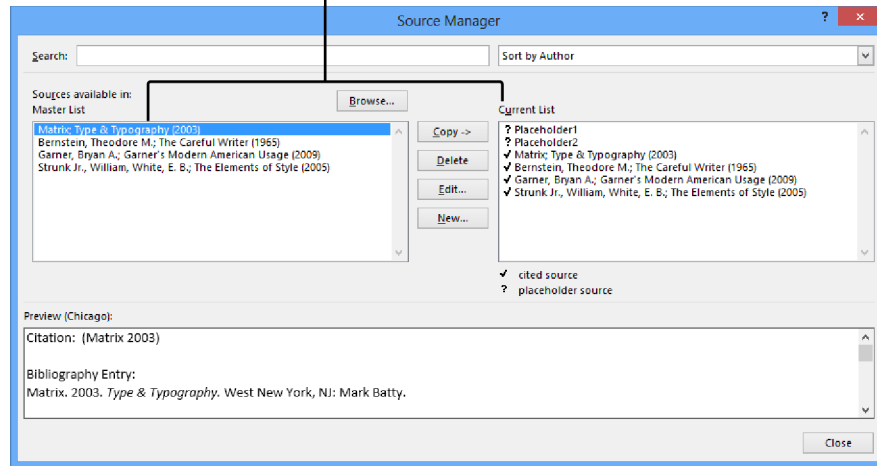 Source Manager
? ×
Search:
Sort by Author
Sources available in:
Master List
Browse...
Current List
Matrix; Type & Typography (2003)
Bernstein, Theodore M.; The Careful Writer (1965)
Garner, Bryan A.; Garner's Modern American Usage (2009)
Strunk Jr., William, White, E. B.; The Elements of Style (2005)
Copy ->
Delete
Edit...
New...
? Placeholder1
? Placeholder2
✓ Matrix; Type & Typography (2003)
✓ Bernstein, Theodore M.; The Careful Writer (1965)
✓ Garner, Bryan A.; Garner's Modern American Usage (2009)
✓ Strunk Jr., William, White, E. B.; The Elements of Style (2005)
✓ cited source
? placeholder source
Preview (Chicago):
Citation: (Matrix 2003)
Bibliography Entry:
Matrix. 2003. Type & Typography. West New York, NJ: Mark Batty.
Close